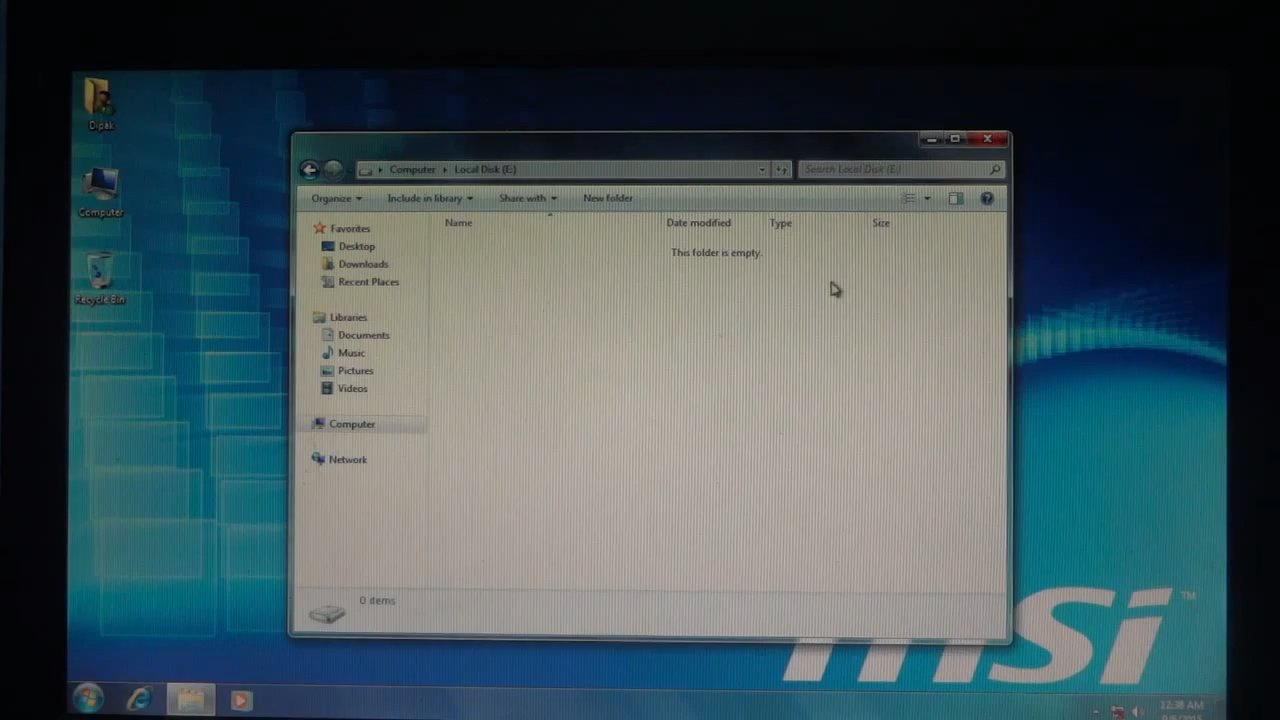 Dipak
Computer
Recycle Bin
Computer
Local Disk (E:)
Search Local Disk (E:)
Organize
Include in library
Share with
New folder
Name
Date modified
Type
Size
This folder is empty.
Favorites
Desktop
Downloads
Recent Places
Libraries
Documents
Music
Pictures
Videos
Computer
Network
0 items
msi
TM
12:38 AM